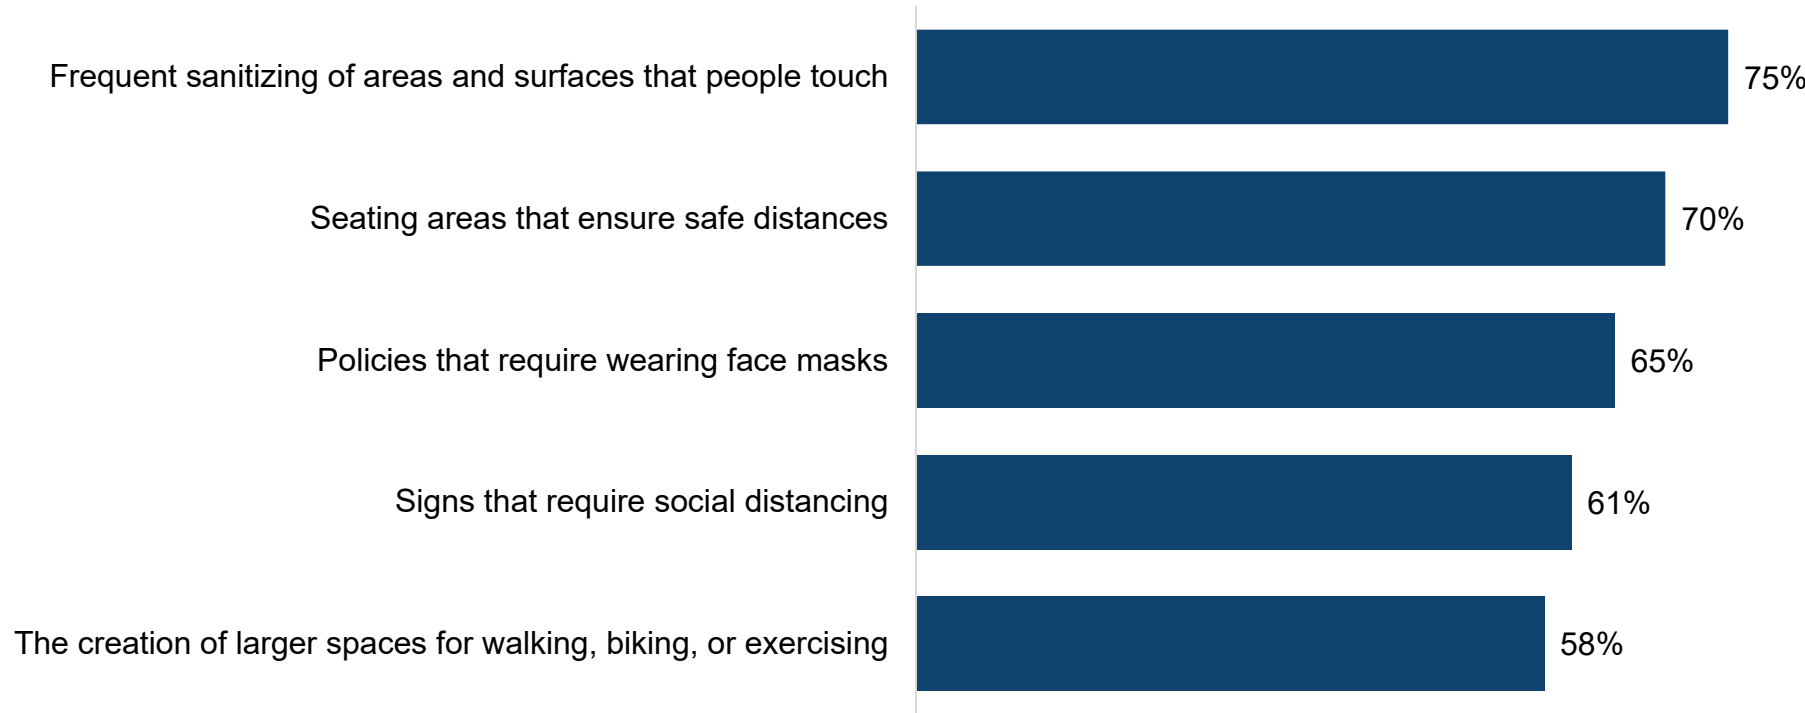 Frequent sanitizing of areas and surfaces that people touch 75%
Seating areas that ensure safe distances 70%
Policies that require wearing face masks 65%
Signs that require social distancing 61%
The creation of larger spaces for walking, biking, or exercising 58%